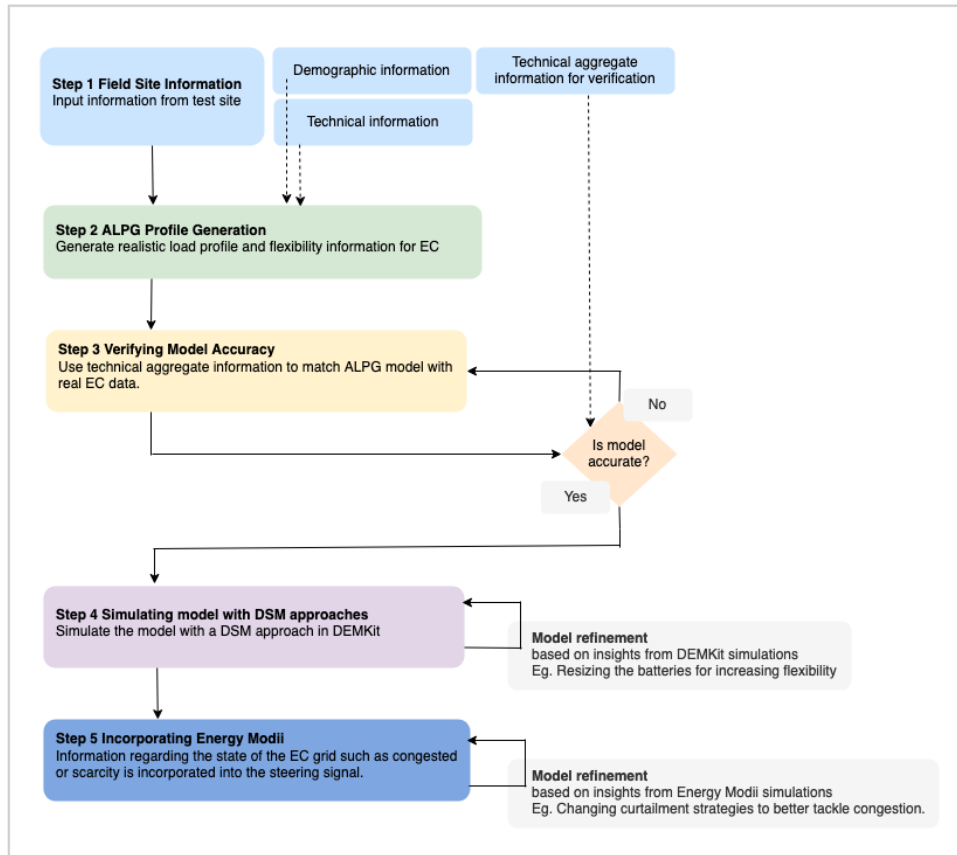 Step 1 Field Site Information
Input information from test site
Demographic information
Technical information
Technical aggregate
information for verification
Step 2 ALPG Profile Generation
Generate realistic load profile and flexibility information for EC
Step 3 Verifying Model Accuracy
Use technical aggregate information to match ALPG model with
real EC data.
No
Is model
accurate?
Yes
Step 4 Simulating model with DSM approaches
Simulate the model with a DSM approach in DEMKit
Model refinement
based on insights from DEMKit simulations
Eg. Resizing the batteries for increasing flexibility
Step 5 Incorporating Energy Modii
Information regarding the state of the EC grid such as congested
or scarcity is incorporated into the steering signal.
Model refinement
based on insights from Energy Modii simulations
Eg. Changing curtailment strategies to better tackle congestion.